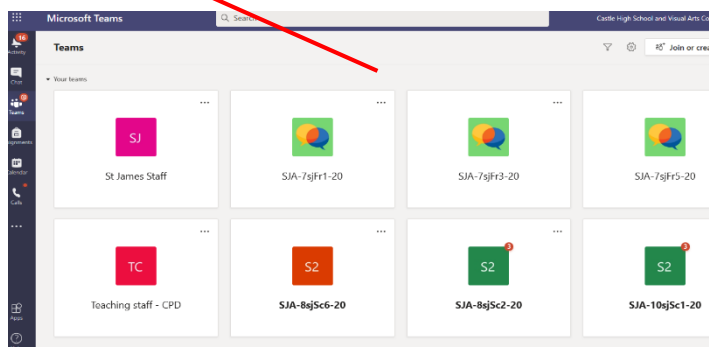 Microsoft Teams
Search
Castle High School and Visual Arts Co
16
Activity
Teams
Join or crea
Chat
Your teams
Teams
SJ
St James Staff
SJA-7sjFr1-20
SJA-7sjFr3-20
SJA-7sjFr5-20
signments
Calendar
Calls
TC
Teaching staff - CPD
S2
SJA-8sjSc6-20
3
S2
SJA-8sjSc2-20
3
S2
SJA-10sjSc1-20
Apps